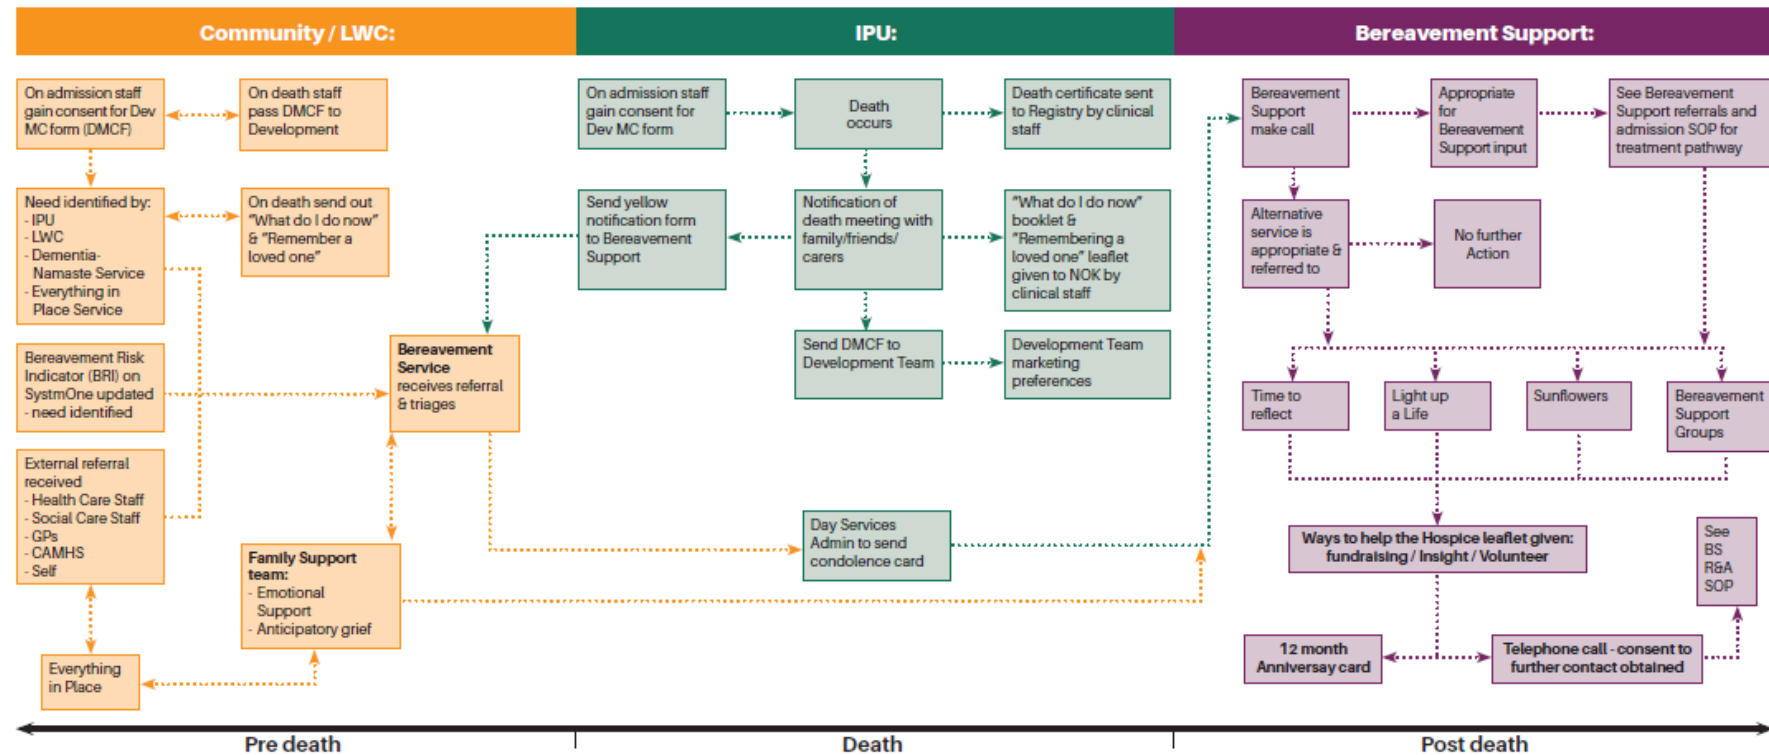 Community / LWC:
IPU:
Bereavement Support:
On admission staff
gain consent for Dev
MC form (DMCF)
On death staff
pass DMCF to
Development
Need identified by:
- IPU
- LWC
- Dementia-
Namaste Service
- Everything in
Place Service
On death send out
"What do I do now"
& "Remember a
loved one"
Bereavement Risk
Indicator (BRI) on
SystmOne updated
- need identified
Bereavement
Service
receives referral
& triages
External referral
received
- Health Care Staff
- Social Care Staff
- GPs
- CAMHS
- Self
Family Support
team:
- Emotional
Support
- Anticipatory grief
Everything
in Place
On admission staff
gain consent for
Dev MC form
Death
occurs
Death certificate sent
to Registry by clinical
staff
Send yellow
notification form
to Bereavement
Support
Notification of
death meeting with
family/friends/
carers
"What do I do now"
booklet &
"Remembering a
loved one" leaflet
given to NOK by
clinical staff
Send DMCF to
Development Team
Development Team
marketing
preferences
Day Services
Admin to send
condolence card
Bereavement
Support
make call
Appropriate
for
Bereavement
Support input
See Bereavement
Support referrals and
admission SOP for
treatment pathway
Alternative
service is
appropriate &
referred to
No further
Action
Time to
reflect
Light up
a Life
Sunflowers
Bereavement
Support
Groups
Ways to help the Hospice leaflet given:
fundraising / Insight / Volunteer
See
BS
R&A
SOP
12 month
Anniversay card
Telephone call - consent to
further contact obtained
Pre death
Death
Post death